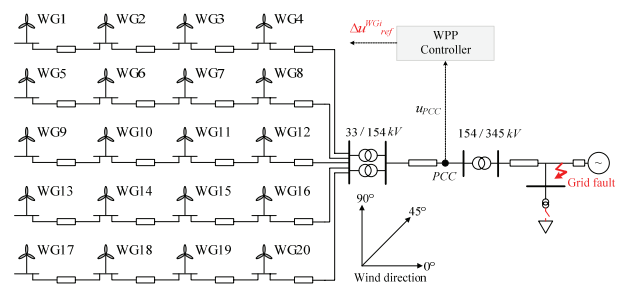 WG1 WG2 WG3 WG4
Δu^WGi_ref
WPP
Controller
WG5 WG6 WG7 WG8
u_PCC
WG9 WG10 WG11 WG12
33 / 154 kV
154 / 345 kV
PCC
Grid fault
~
WG13 WG14 WG15 WG16
90°
45°
0°
Wind direction
WG17 WG18 WG19 WG20